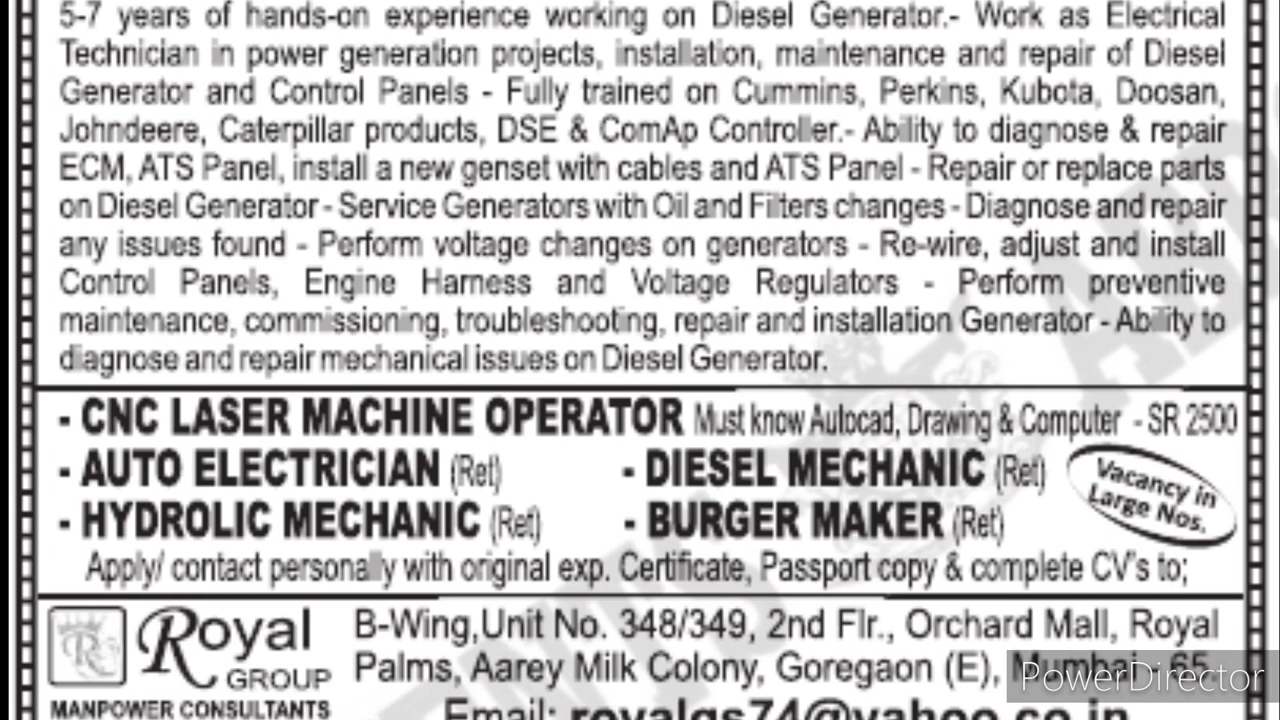 5-7 years of hands-on experience working on Diesel Generator.- Work as Electrical
Technician in power generation projects, installation, maintenance and repair of Diesel
Generator and Control Panels - Fully trained on Cummins, Perkins, Kubota, Doosan,
Johndeere, Caterpillar products, DSE & ComAp Controller.- Ability to diagnose & repair
ECM, ATS Panel, install a new genset with cables and ATS Panel - Repair or replace parts
on Diesel Generator - Service Generators with Oil and Filters changes - Diagnose and repair
any issues found - Perform voltage changes on generators - Re-wire, adjust and install
Control Panels, Engine Harness and Voltage Regulators - Perform preventive
maintenance, commissioning, troubleshooting, repair and installation Generator - Ability to
diagnose and repair mechanical issues on Diesel Generator.
- CNC LASER MACHINE OPERATOR Must know Autocad, Drawing & Computer - SR 2500
- AUTO ELECTRICIAN (Ret) - DIESEL MECHANIC (Ret)
- HYDROLIC MECHANIC (Ret) - BURGER MAKER (Ret)
Vacancy in
Large Nos.
Apply/ contact personally with original exp. Certificate, Passport copy & complete CV's to;
Royal
GROUP
MANPOWER CONSULTANTS
B-Wing,Unit No. 348/349, 2nd Flr., Orchard Mall, Royal
Palms, Aarey Milk Colony, Goregaon (E), Mumbai - 65
Email: royalgs74@yahoo.co.in
PowerDirector